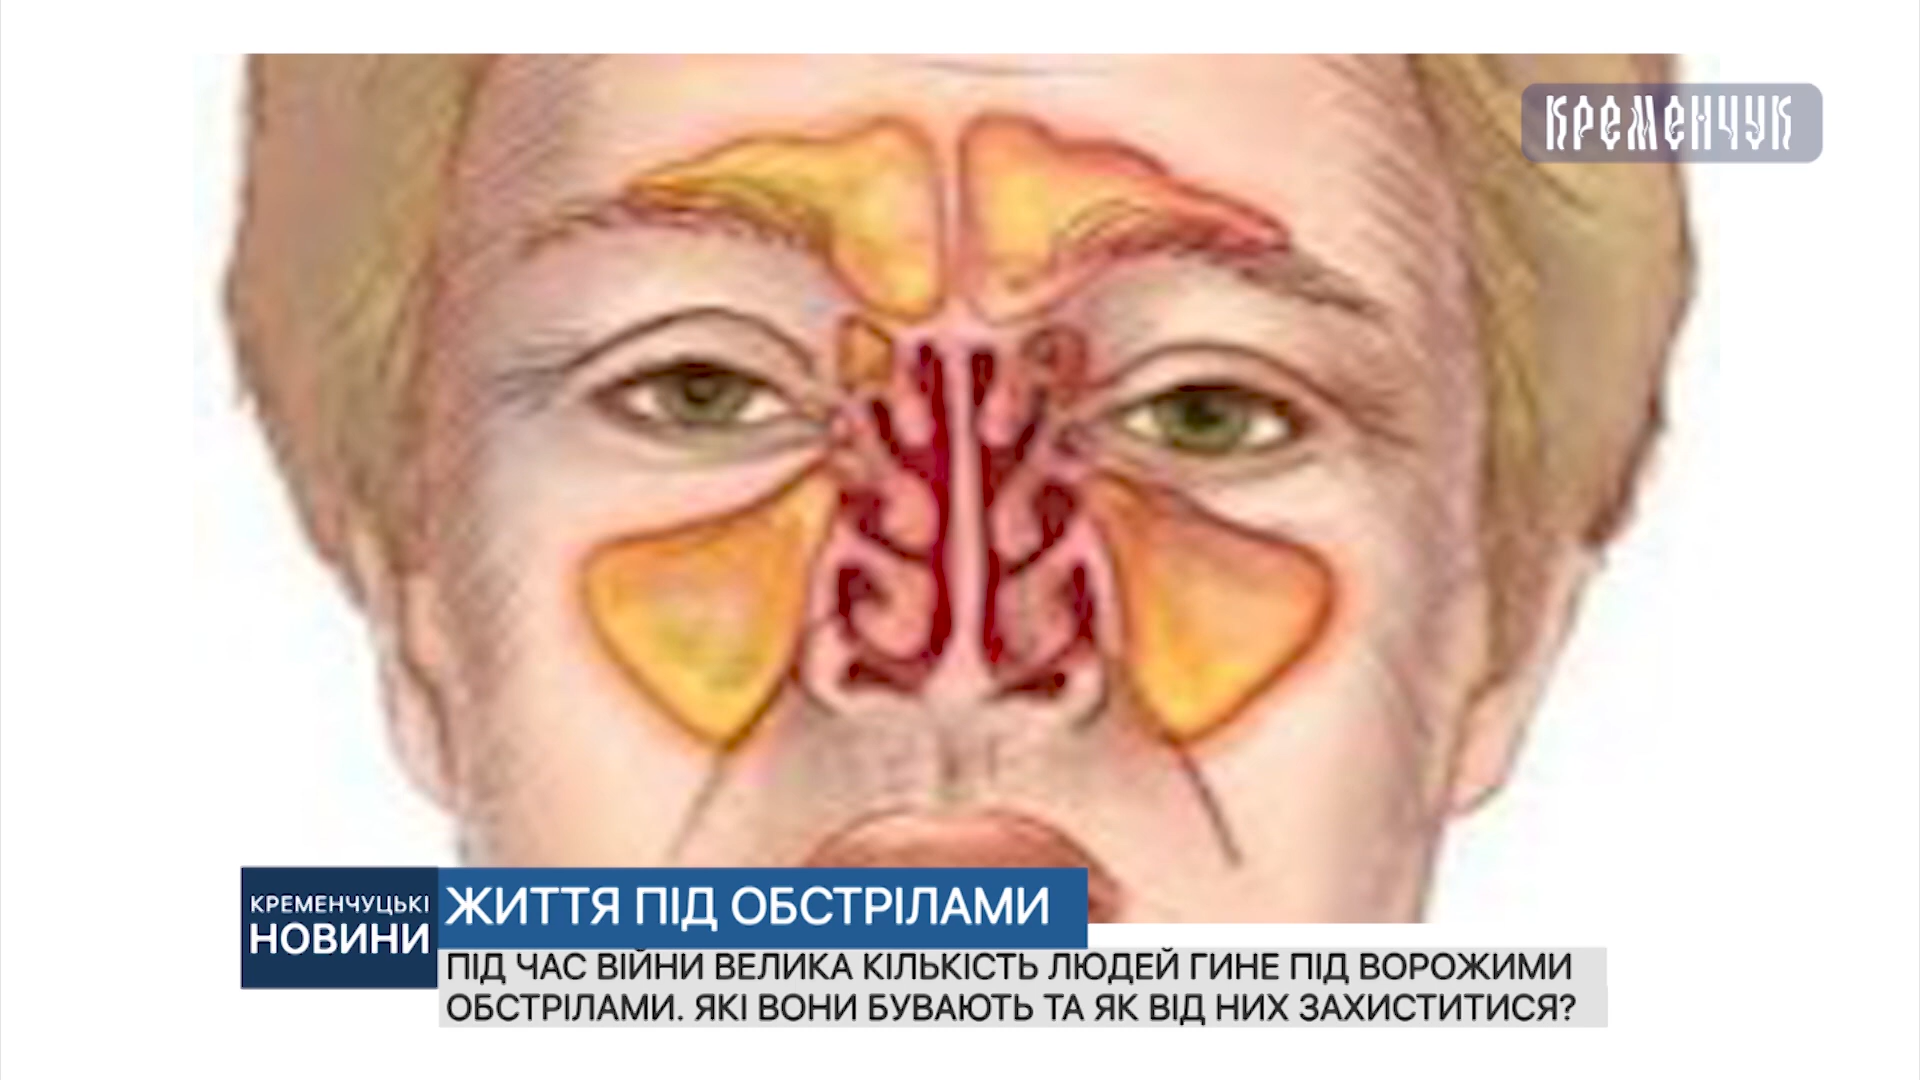 КРЕМЕНЧУК
КРЕМЕНЧУЦЬКІ
НОВИНИ
ЖИТТЯ ПІД ОБСТРІЛАМИ
ПІД ЧАС ВІЙНИ ВЕЛИКА КІЛЬКІСТЬ ЛЮДЕЙ ГИНЕ ПІД ВОРОЖИМИ
ОБСТРІЛАМИ. ЯКІ ВОНИ БУВАЮТЬ ТА ЯК ВІД НИХ ЗАХИСТИТИСЯ?